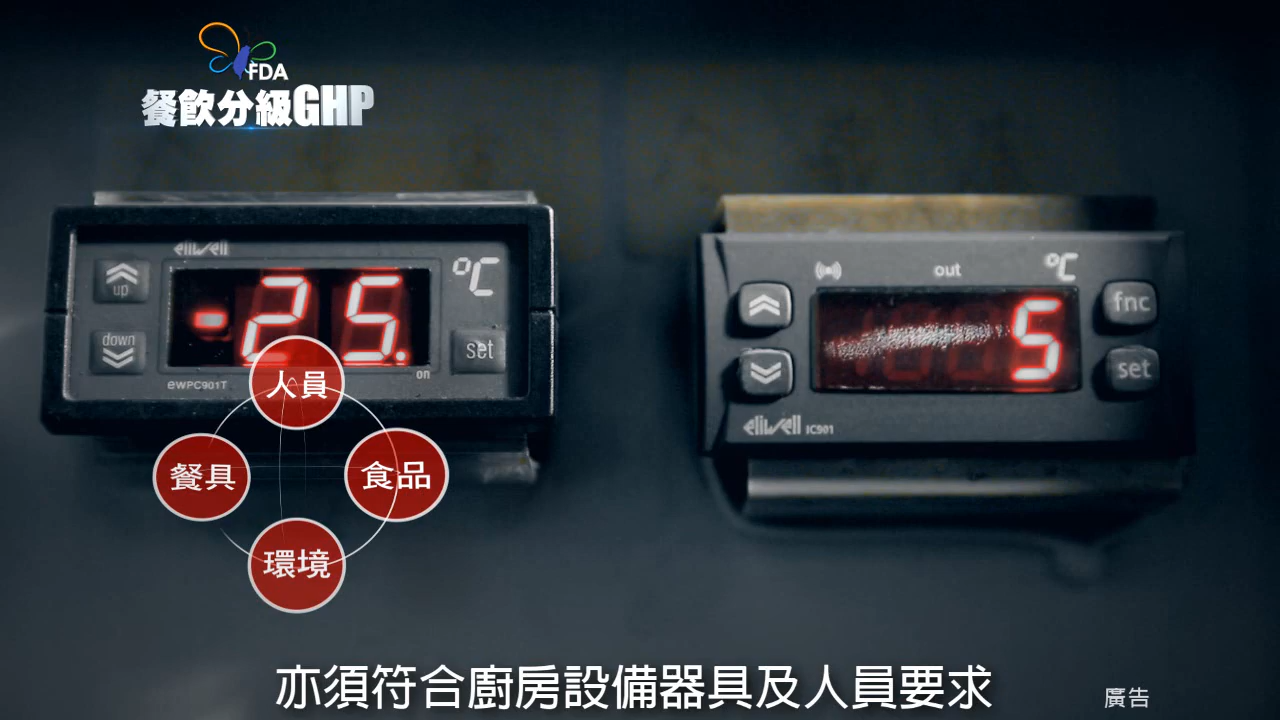 FDA
餐飲分級GHP
eliwell
up
down
-25.
°C
set
on
eWPC901T
out
°C
5
fnc
set
eliwell IC901
人員
餐具
食品
環境
亦須符合廚房設備器具及人員要求
廣告